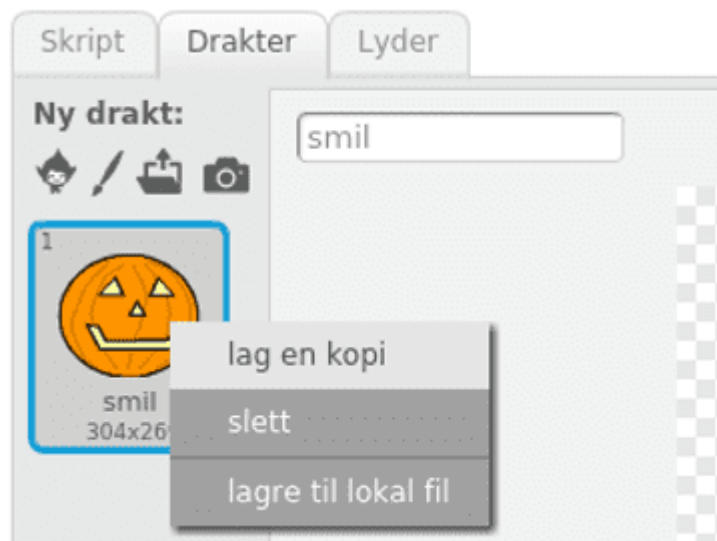 Skript Drakter Lyder
Ny drakt:
smil
1
smil
lag en kopi
slett
lagre til lokal fil